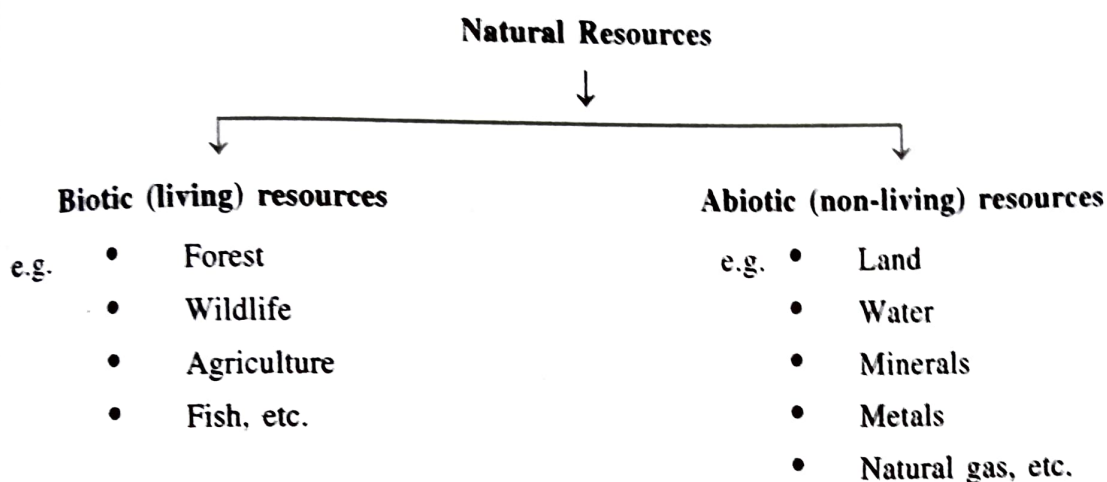 Natural Resources
Biotic (living) resources
e.g. • Forest
• Wildlife
• Agriculture
• Fish, etc.
Abiotic (non-living) resources
e.g. • Land
• Water
• Minerals
• Metals
• Natural gas, etc.